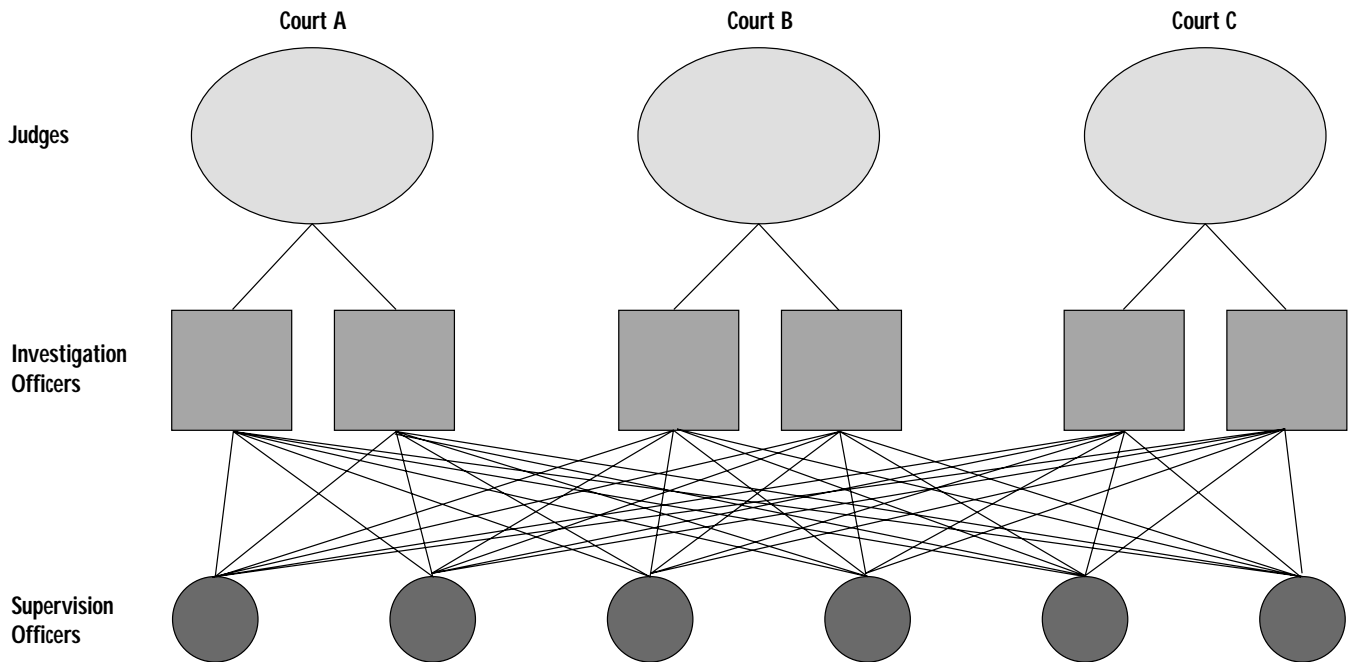 Court A
Court B
Court C
Judges
Investigation
Officers
Supervision
Officers